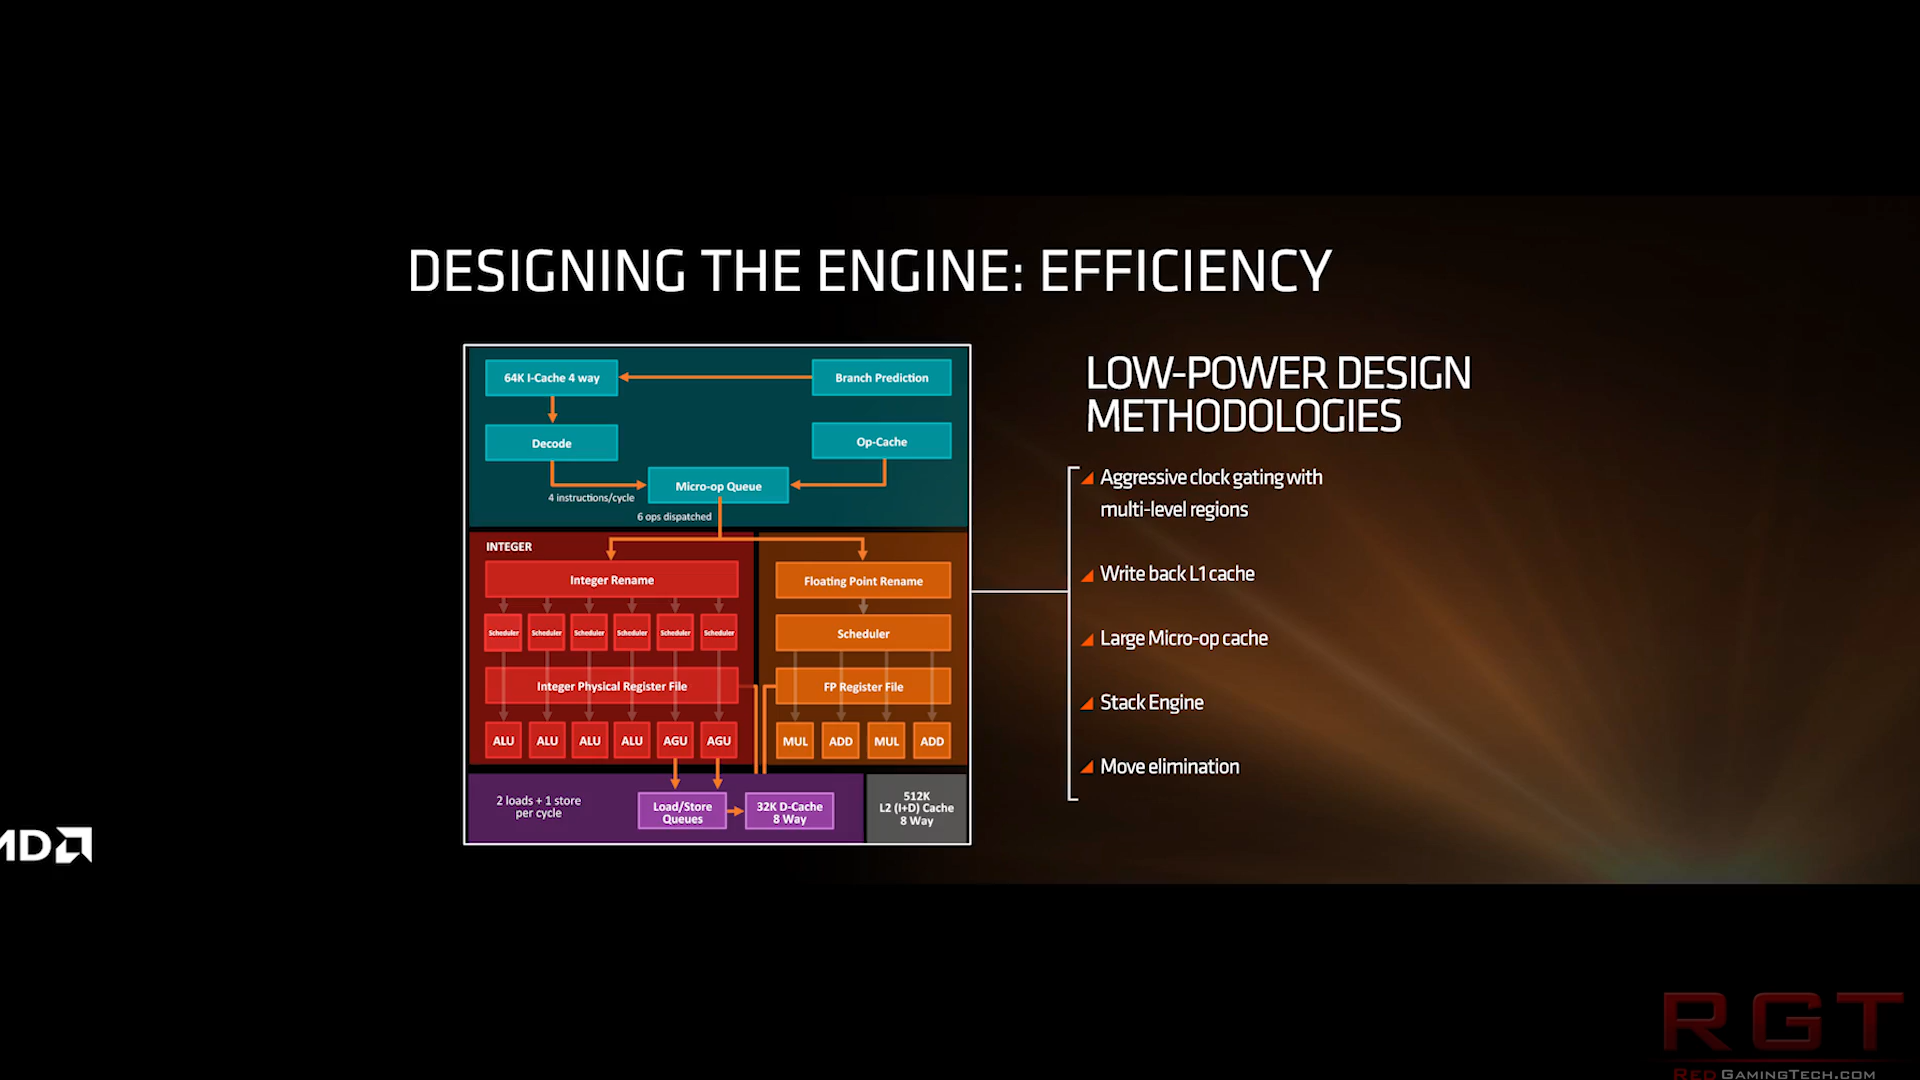 DESIGNING THE ENGINE: EFFICIENCY
64K I-Cache 4 way
Branch Prediction
Decode
Op-Cache
Micro-op Queue
4 instructions/cycle
6 ops dispatched
INTEGER
Integer Rename
Floating Point Rename
Scheduler Scheduler Scheduler Scheduler Scheduler Scheduler
Scheduler
Integer Physical Register File
FP Register File
ALU ALU ALU ALU AGU AGU
MUL ADD MUL ADD
2 loads + 1 store
per cycle
Load/Store
Queues
32K D-Cache
8 Way
512K
L2 (I+D) Cache
8 Way
LOW-POWER DESIGN
METHODOLOGIES
Aggressive clock gating with
multi-level regions
Write back L1 cache
Large Micro-op cache
Stack Engine
Move elimination
MD
RGT
REDGAMINGTECH.COM